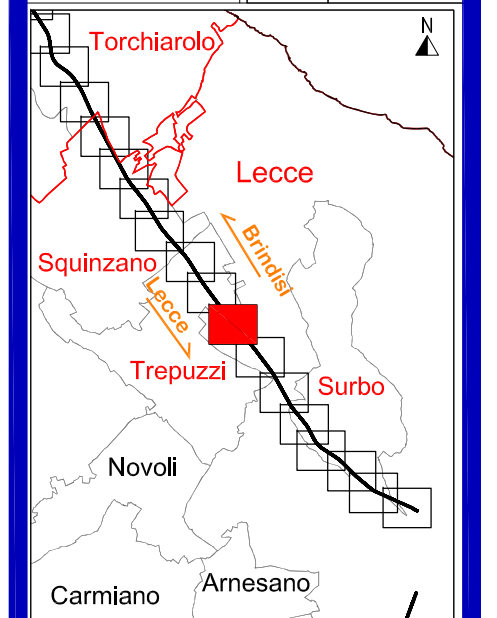 N
Torchiarolo
Lecce
Brindisi
Squinzano
Lecce
Trepuzzi
Surbo
Novoli
Arnesano
Carmiano